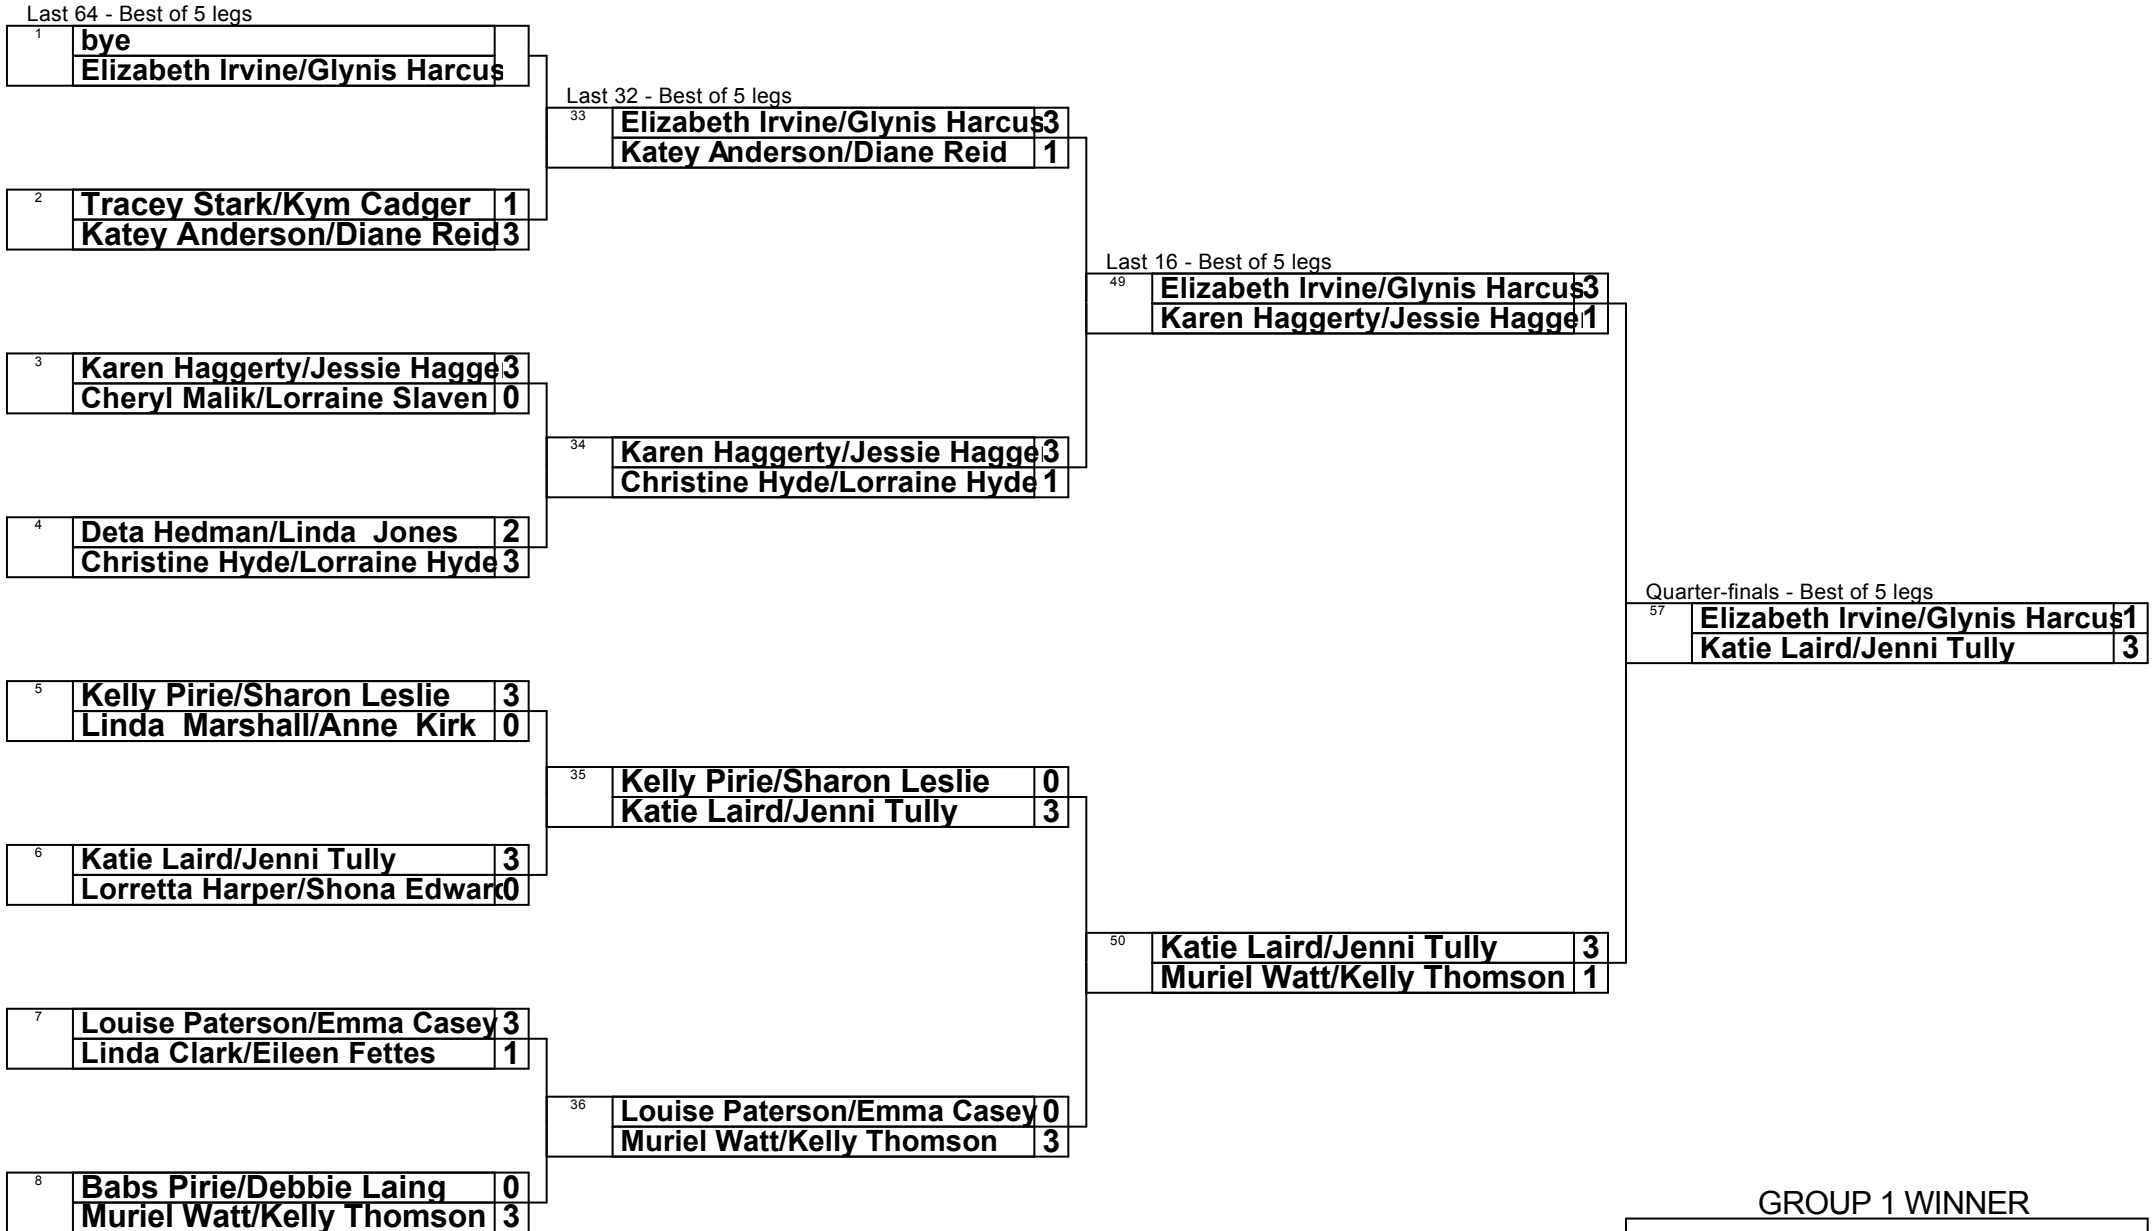 Last 64 - Best of 5 legs
1 bye
Elizabeth Irvine/Glynis Harcus
2 Tracey Stark/Kym Cadger 1
Katey Anderson/Diane Reid 3
3 Karen Haggerty/Jessie Hagge 3
Cheryl Malik/Lorraine Slaven 0
4 Deta Hedman/Linda Jones 2
Christine Hyde/Lorraine Hyde 3
5 Kelly Pirie/Sharon Leslie 3
Linda Marshall/Anne Kirk 0
6 Katie Laird/Jenni Tully 3
Lorretta Harper/Shona Edward 0
7 Louise Paterson/Emma Casey 3
Linda Clark/Eileen Fettes 1
8 Babs Pirie/Debbie Laing 0
Muriel Watt/Kelly Thomson 3
Last 32 - Best of 5 legs
33 Elizabeth Irvine/Glynis Harcus 3
Katey Anderson/Diane Reid 1
34 Karen Haggerty/Jessie Hagge 3
Christine Hyde/Lorraine Hyde 1
35 Kelly Pirie/Sharon Leslie 0
Katie Laird/Jenni Tully 3
36 Louise Paterson/Emma Casey 0
Muriel Watt/Kelly Thomson 3
Last 16 - Best of 5 legs
49 Elizabeth Irvine/Glynis Harcus 3
Karen Haggerty/Jessie Hagge 1
50 Katie Laird/Jenni Tully 3
Muriel Watt/Kelly Thomson 1
Quarter-finals - Best of 5 legs
57 Elizabeth Irvine/Glynis Harcus 1
Katie Laird/Jenni Tully 3
GROUP 1 WINNER